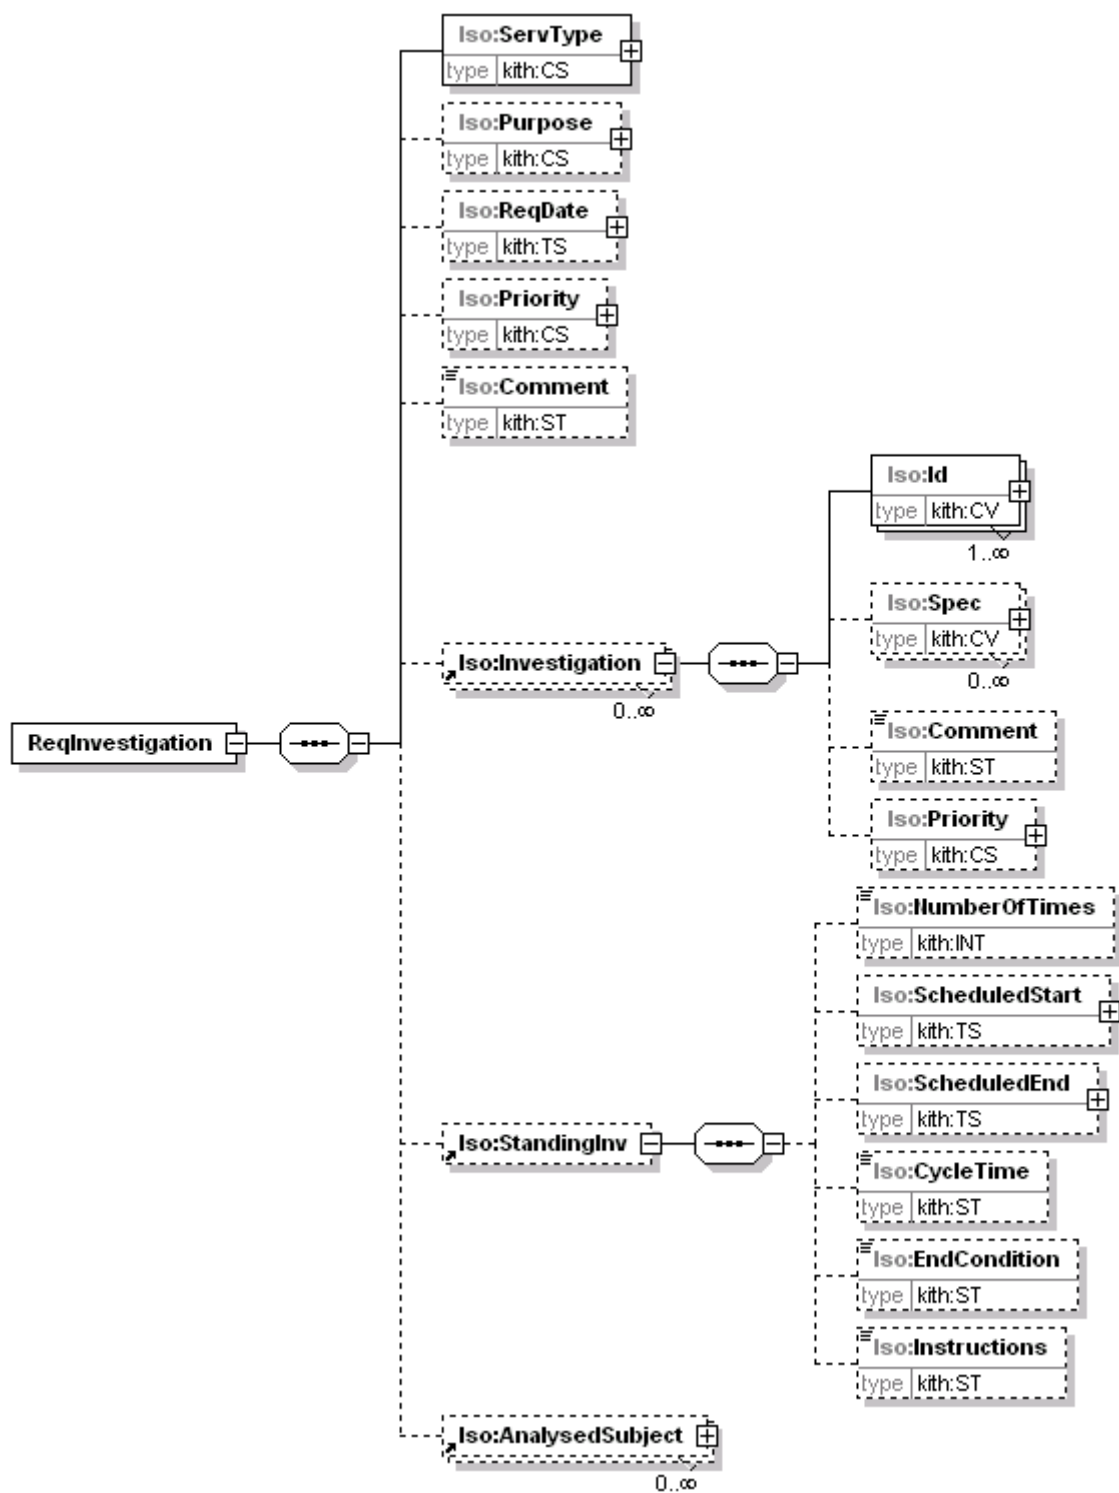 lso:ServType
type kith:CS
lso:Purpose
type kith:CS
lso:ReqDate
type kith:TS
lso:Priority
type kith:CS
lso:Comment
type kith:ST
lso:Id
type kith:CV
1..∞
lso:Spec
type kith:CV
0..∞
lso:Investigation
0..∞
lso:Comment
type kith:ST
ReqInvestigation
lso:Priority
type kith:CS
lso:NumberOfTimes
type kith:INT
lso:ScheduledStart
type kith:TS
lso:ScheduledEnd
type kith:TS
lso:StandingInv
lso:CycleTime
type kith:ST
lso:EndCondition
type kith:ST
lso:Instructions
type kith:ST
lso:AnalysedSubject
0..∞